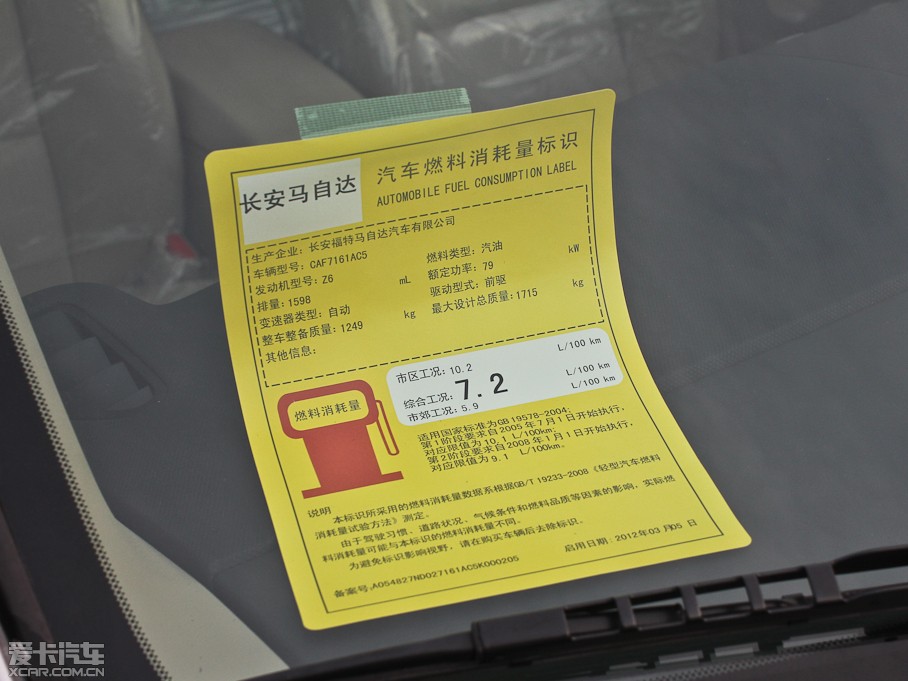 长安马自达
汽车燃料消耗量标识
AUTOMOBILE FUEL CONSUMPTION LABEL
生产企业：长安福特马自达汽车有限公司
车辆型号：CAF7161AC5
燃料类型：汽油
发动机型号：Z6
额定功率：79 kW
排量：1598 mL
驱动型式：前驱
变速器类型：自动
最大设计总质量：1715 kg
整车整备质量：1249 kg
其他信息：
燃料消耗量
市区工况：10.2 L/100 km
综合工况：7.2 L/100 km
市郊工况：5.9 L/100 km
适用国家标准为GB 19578-2004；
第1阶段要求自2005年7月1日开始执行，
对应限值为10.1 L/100km；
第2阶段要求自2008年1月1日开始执行，
对应限值为9.1 L/100km。
说明
本标识所采用的燃料消耗量数据系根据GB/T 19233-2008《轻型汽车燃料
消耗量试验方法》测定。
由于驾驶习惯、道路状况、气候条件和燃料品质等因素的影响，实际燃
料消耗量可能与本标识的燃料消耗量不同。
为避免标识影响视野，请在购买车辆后去除标识。
备案号：A054827ND027161AC5K000205
启用日期：2012年03月05日
爱卡汽车
XCAR.COM.CN